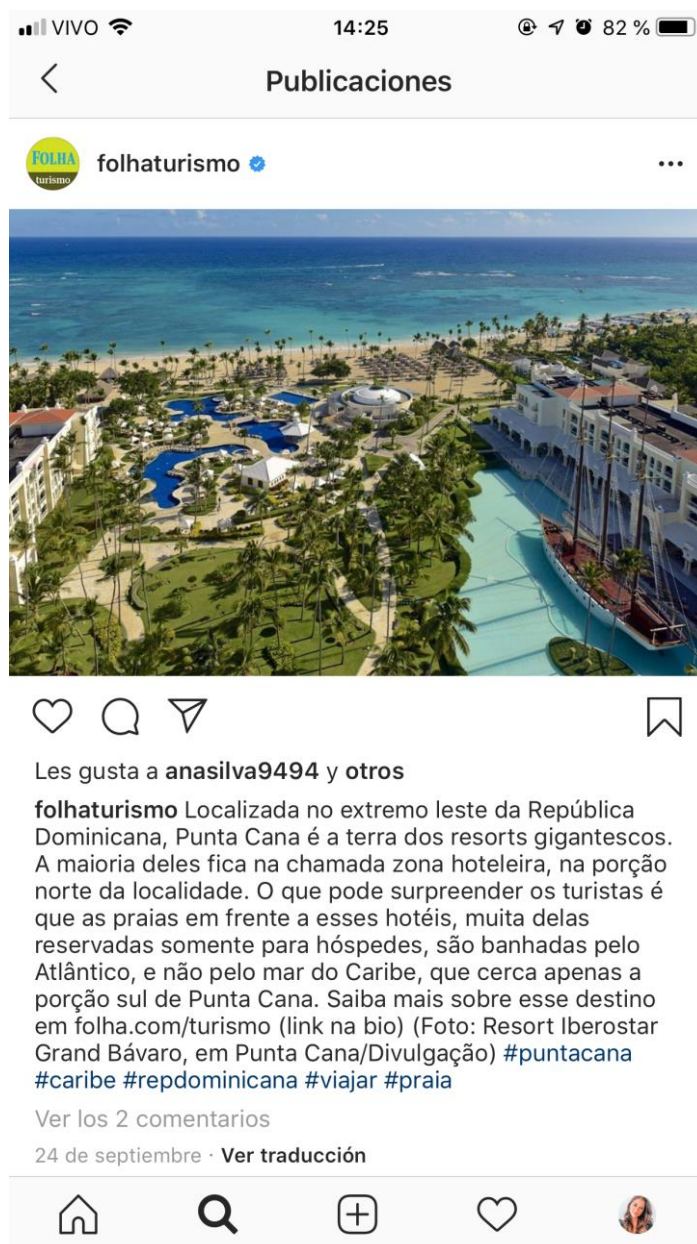 VIVO 14:25 82 %
Publicaciones
FOLHA
turismo
folhaturismo
Les gusta a anasilva9494 y otros
folhaturismo Localizada no extremo leste da República
Dominicana, Punta Cana é a terra dos resorts gigantescos.
A maioria deles fica na chamada zona hoteleira, na porção
norte da localidade. O que pode surpreender os turistas é
que as praias em frente a esses hotéis, muita delas
reservadas somente para hóspedes, são banhadas pelo
Atlântico, e não pelo mar do Caribe, que cerca apenas a
porção sul de Punta Cana. Saiba mais sobre esse destino
em folha.com/turismo (link na bio) (Foto: Resort Iberostar
Grand Bávaro, em Punta Cana/Divulgação) #puntacana
#caribe #repdominicana #viajar #praia
Ver los 2 comentarios
24 de septiembre · Ver traducción